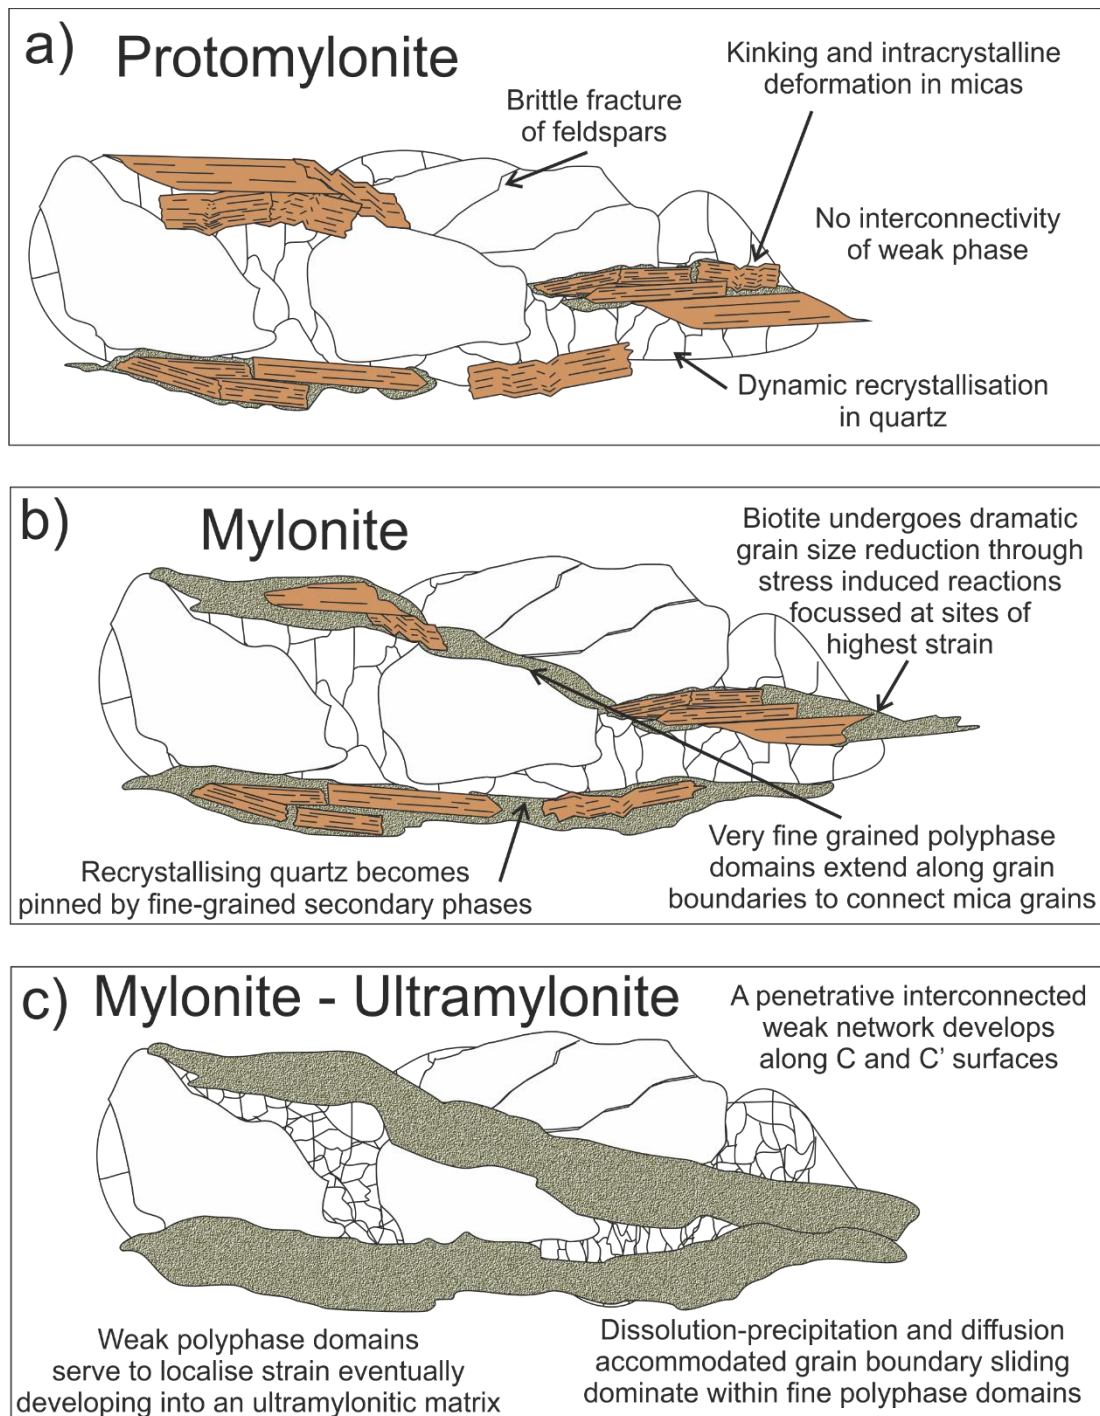 a) Protomylonite
Kinking and intracrystalline
deformation in micas
Brittle fracture
of feldspars
No interconnectivity
of weak phase
Dynamic recrystallisation
in quartz
b) Mylonite
Biotite undergoes dramatic
grain size reduction through
stress induced reactions
focussed at sites of
highest strain
Very fine grained polyphase
domains extend along grain
boundaries to connect mica grains
Recrystallising quartz becomes
pinned by fine-grained secondary phases
c) Mylonite - Ultramylonite
A penetrative interconnected
weak network develops
along C and C’ surfaces
Weak polyphase domains
serve to localise strain eventually
developing into an ultramylonitic matrix
Dissolution-precipitation and diffusion
accommodated grain boundary sliding
dominate within fine polyphase domains